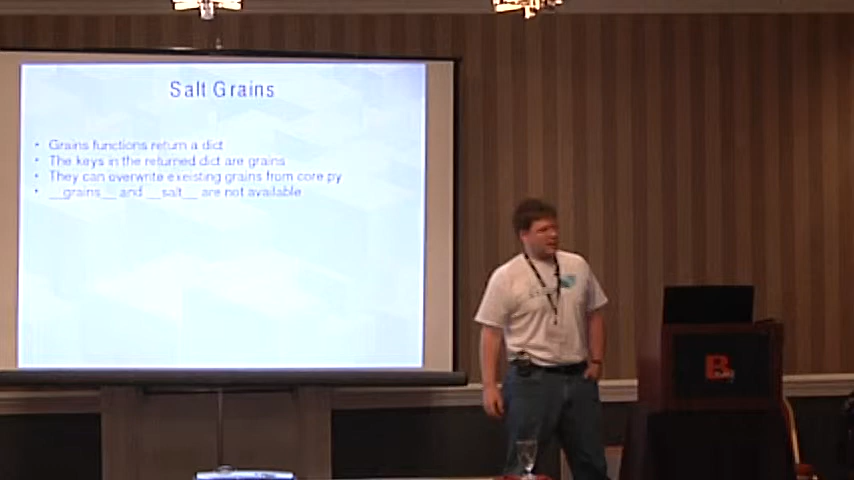 Salt Grains
• Grains functions return a dict
• The keys in the returned dict are grains
• They can overwrite exeisting grains from core py
• __grains__ and __salt__ are not available
B